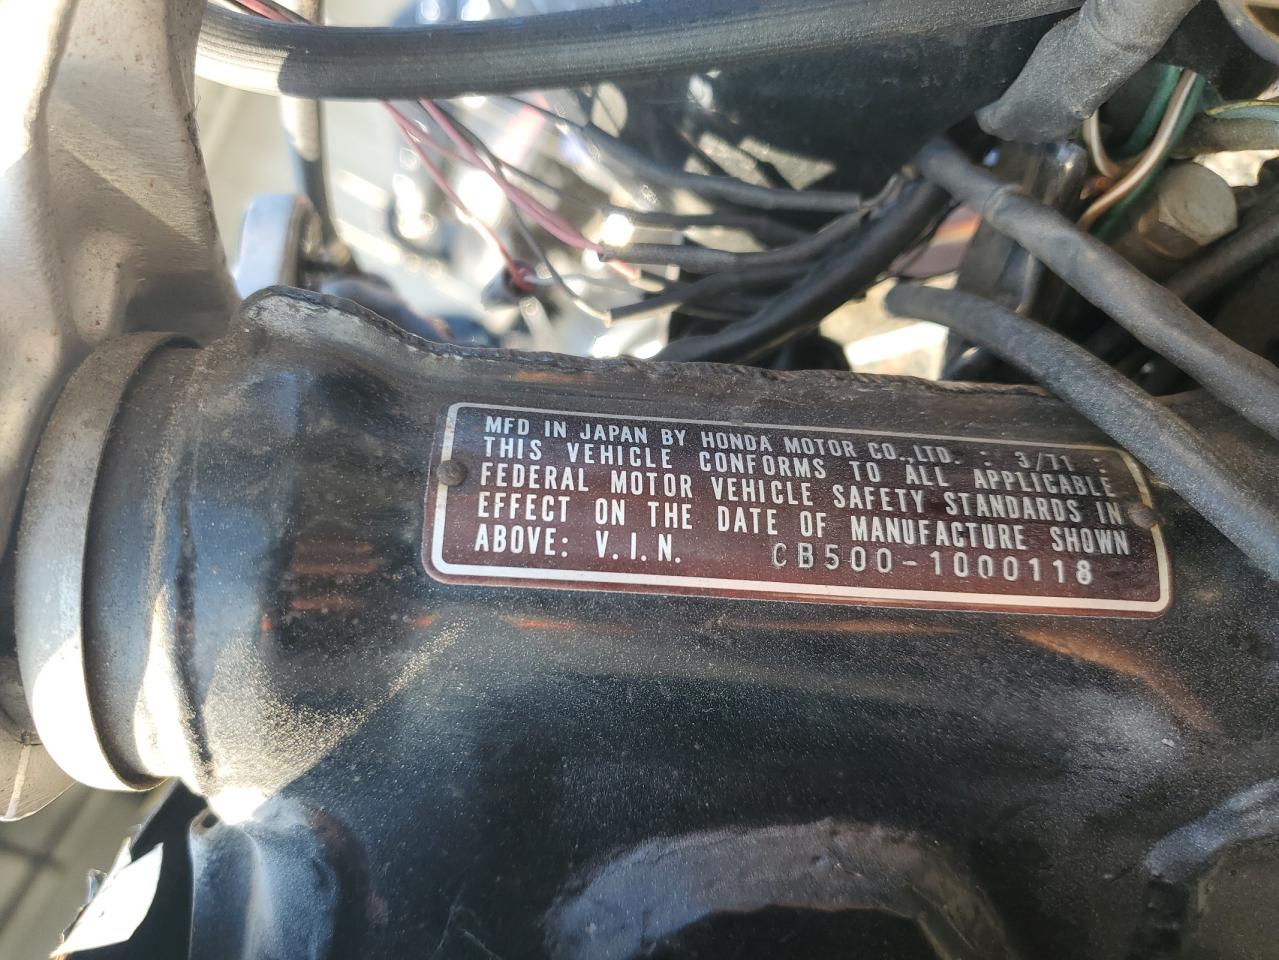 MFD IN JAPAN BY HONDA MOTOR CO.,LTD. : 3/71 :
THIS VEHICLE CONFORMS TO ALL APPLICABLE
FEDERAL MOTOR VEHICLE SAFETY STANDARDS IN
EFFECT ON THE DATE OF MANUFACTURE SHOWN
ABOVE: V.I.N. CB500-1000118